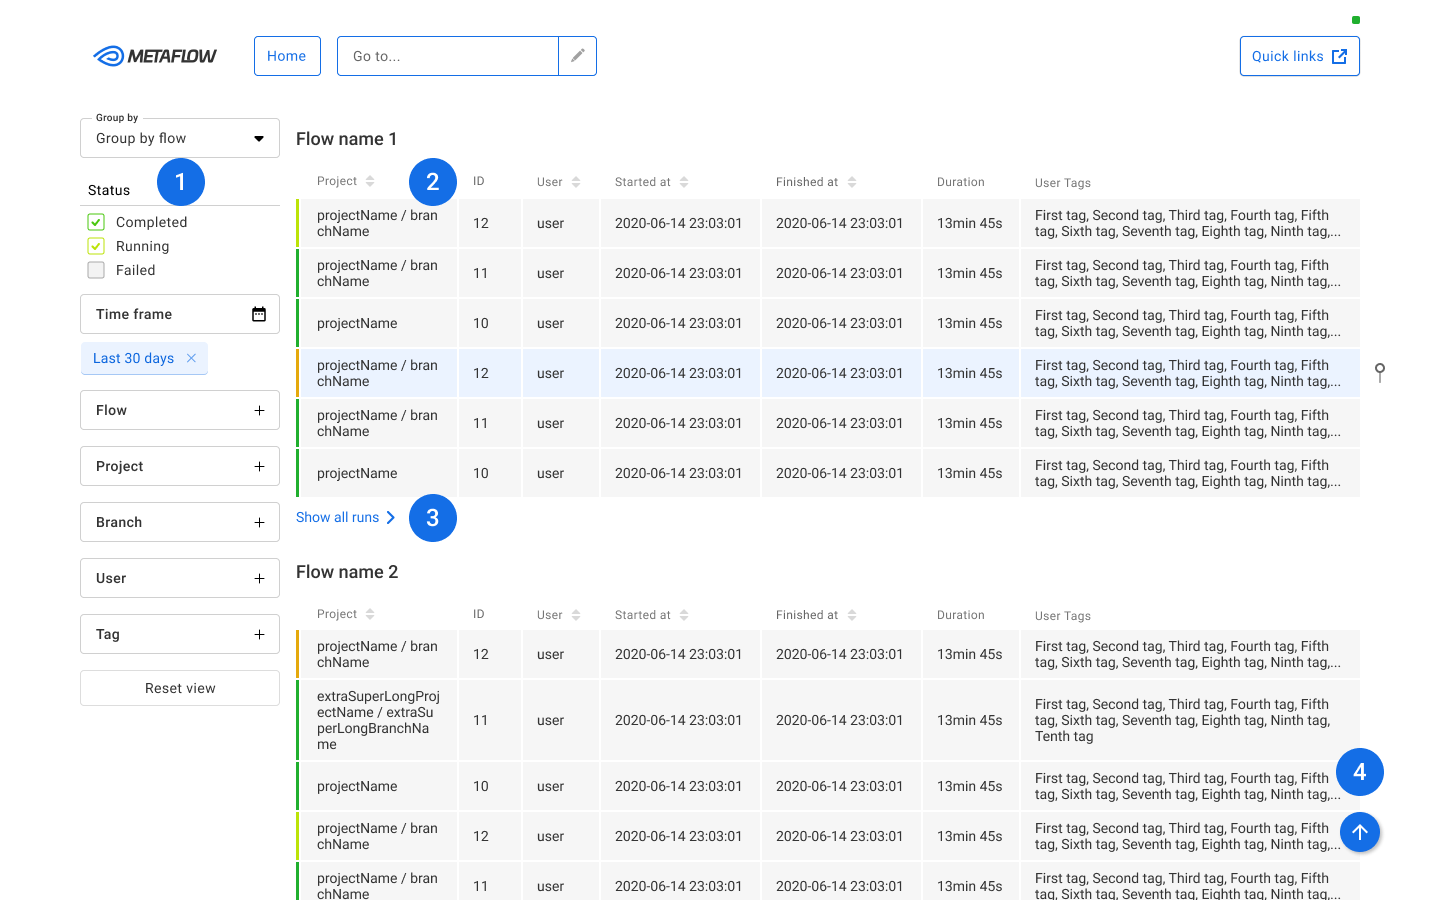 METAFLOW
Home
Go to...
Quick links
Group by
Group by flow
1
Status
Completed
Running
Failed
Time frame
Last 30 days
Flow
Project
Branch
User
Tag
Reset view
Flow name 1
2
Project ID User Started at Finished at Duration User Tags
projectName / bran
chName
12 user 2020-06-14 23:03:01 2020-06-14 23:03:01 13min 45s
First tag, Second tag, Third tag, Fourth tag, Fifth
tag, Sixth tag, Seventh tag, Eighth tag, Ninth tag,...
projectName / bran
chName
11 user 2020-06-14 23:03:01 2020-06-14 23:03:01 13min 45s
First tag, Second tag, Third tag, Fourth tag, Fifth
tag, Sixth tag, Seventh tag, Eighth tag, Ninth tag,...
projectName 10 user 2020-06-14 23:03:01 2020-06-14 23:03:01 13min 45s
First tag, Second tag, Third tag, Fourth tag, Fifth
tag, Sixth tag, Seventh tag, Eighth tag, Ninth tag,...
projectName / bran
chName
12 user 2020-06-14 23:03:01 2020-06-14 23:03:01 13min 45s
First tag, Second tag, Third tag, Fourth tag, Fifth
tag, Sixth tag, Seventh tag, Eighth tag, Ninth tag,...
projectName / bran
chName
11 user 2020-06-14 23:03:01 2020-06-14 23:03:01 13min 45s
First tag, Second tag, Third tag, Fourth tag, Fifth
tag, Sixth tag, Seventh tag, Eighth tag, Ninth tag,...
projectName 10 user 2020-06-14 23:03:01 2020-06-14 23:03:01 13min 45s
First tag, Second tag, Third tag, Fourth tag, Fifth
tag, Sixth tag, Seventh tag, Eighth tag, Ninth tag,...
Show all runs
3
Flow name 2
Project ID User Started at Finished at Duration User Tags
projectName / bran
chName
12 user 2020-06-14 23:03:01 2020-06-14 23:03:01 13min 45s
First tag, Second tag, Third tag, Fourth tag, Fifth
tag, Sixth tag, Seventh tag, Eighth tag, Ninth tag,...
extraSuperLongProj
ectName / extraSu
perLongBranchNa
me
11 user 2020-06-14 23:03:01 2020-06-14 23:03:01 13min 45s
First tag, Second tag, Third tag, Fourth tag, Fifth
tag, Sixth tag, Seventh tag, Eighth tag, Ninth tag,
Tenth tag
projectName 10 user 2020-06-14 23:03:01 2020-06-14 23:03:01 13min 45s
First tag, Second tag, Third tag, Fourth tag, Fifth
tag, Sixth tag, Seventh tag, Eighth tag, Ninth tag,...
4
projectName / bran
chName
12 user 2020-06-14 23:03:01 2020-06-14 23:03:01 13min 45s
First tag, Second tag, Third tag, Fourth tag, Fifth
tag, Sixth tag, Seventh tag, Eighth tag, Ninth tag,...
projectName / bran
chName
11 user 2020-06-14 23:03:01 2020-06-14 23:03:01 13min 45s
First tag, Second tag, Third tag, Fourth tag, Fifth
tag, Sixth tag, Seventh tag, Eighth tag, Ninth tag,...